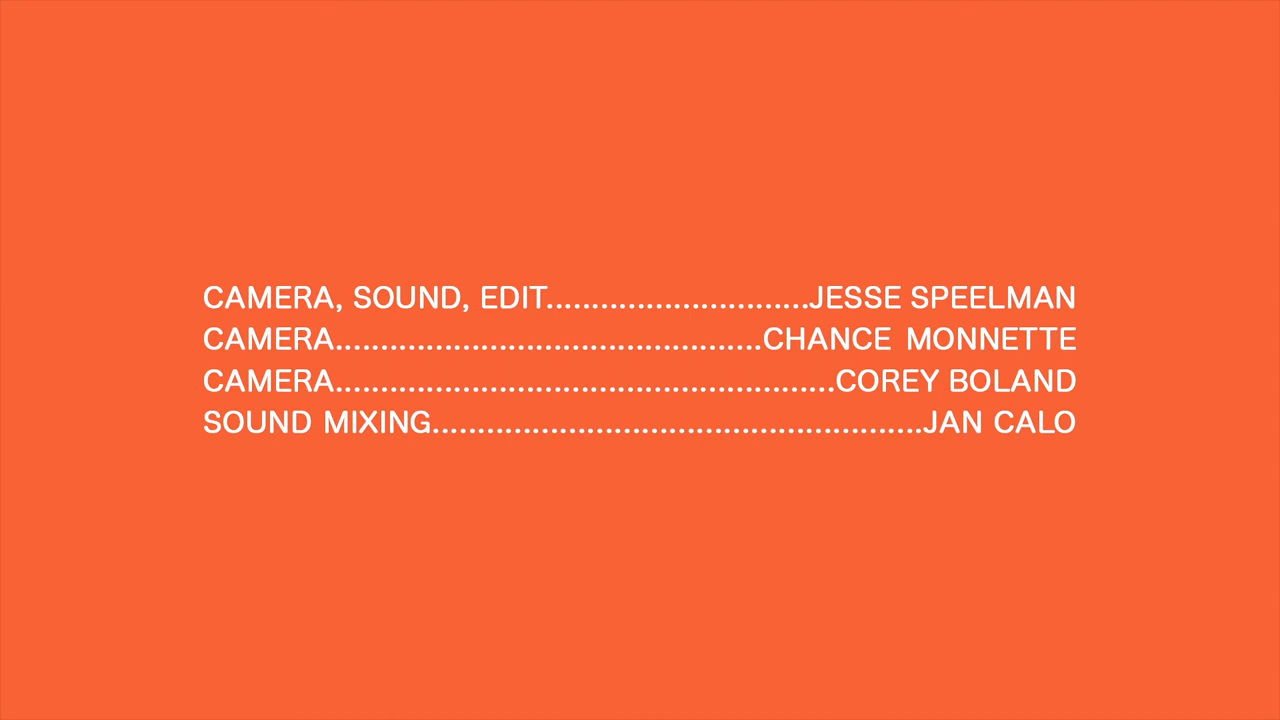 CAMERA, SOUND, EDIT.............................JESSE SPEELMAN
CAMERA...............................................CHANCE MONNETTE
CAMERA.......................................................COREY BOLAND
SOUND MIXING......................................................JAN CALO